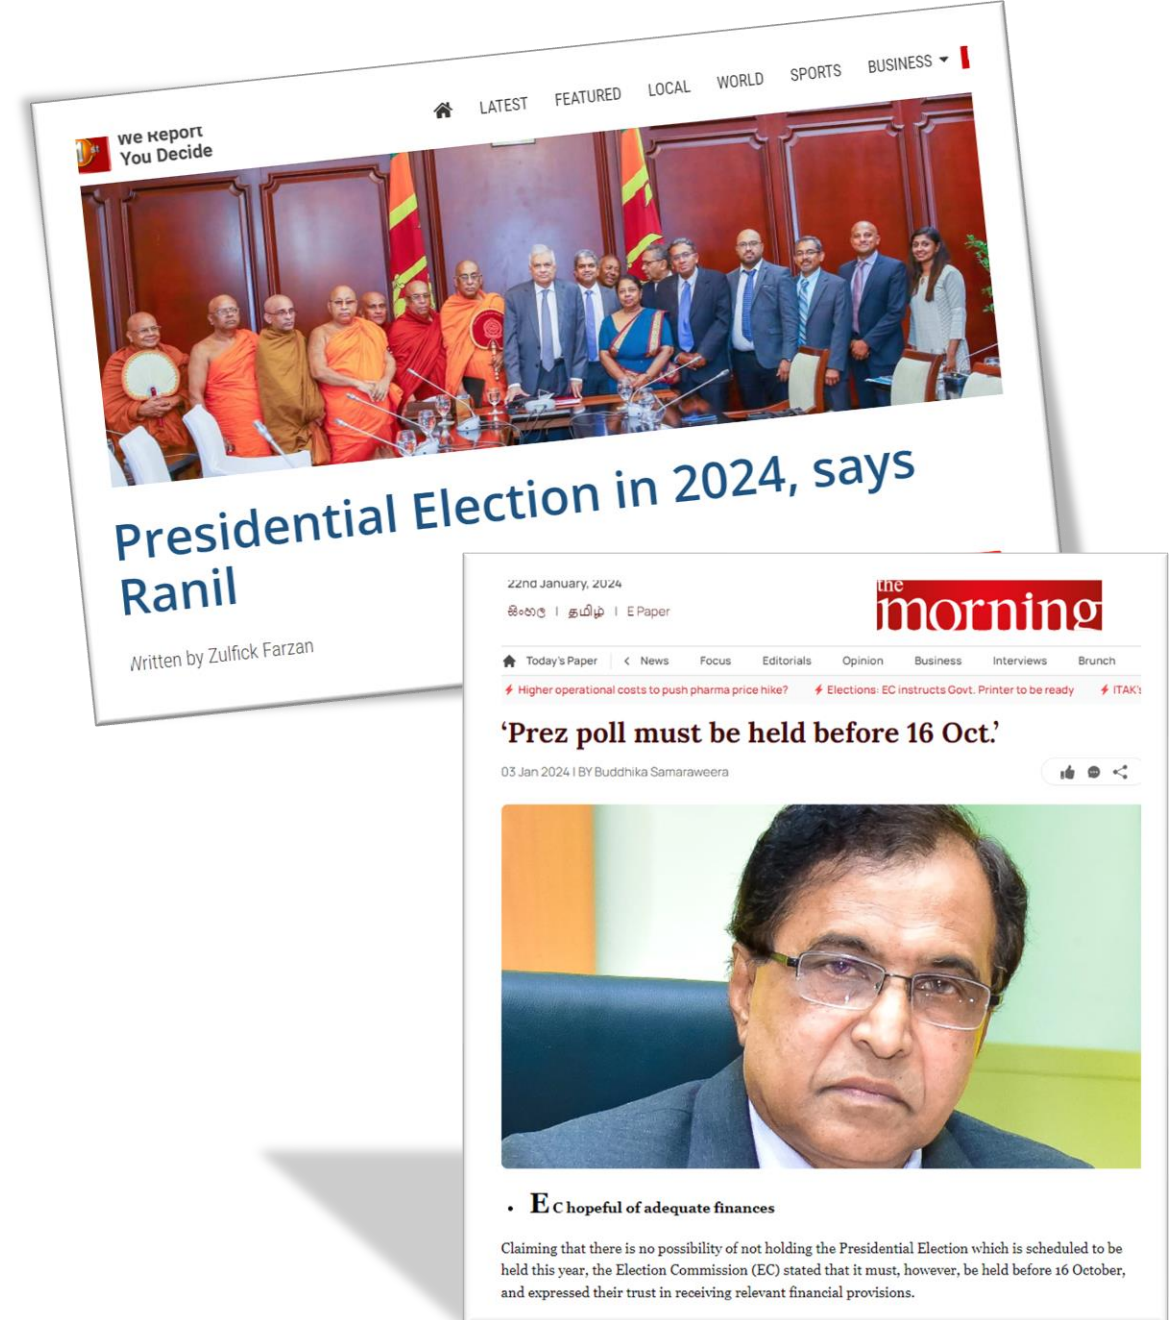 We Report
You Decide
LATEST FEATURED LOCAL WORLD SPORTS BUSINESS
Presidential Election in 2024, says
Ranil
Written by Zulfick Farzan
22nd January, 2024
සිංහල | தமிழ் | E Paper
the
morning
Today's Paper | < News Focus Editorials Opinion Business Interviews Brunch
Higher operational costs to push pharma price hike? Elections: EC instructs Govt. Printer to be ready ITAK's
‘Prez poll must be held before 16 Oct.’
03 Jan 2024 | BY Buddhika Samaraweera
• EC hopeful of adequate finances
Claiming that there is no possibility of not holding the Presidential Election which is scheduled to be
held this year, the Election Commission (EC) stated that it must, however, be held before 16 October,
and expressed their trust in receiving relevant financial provisions.